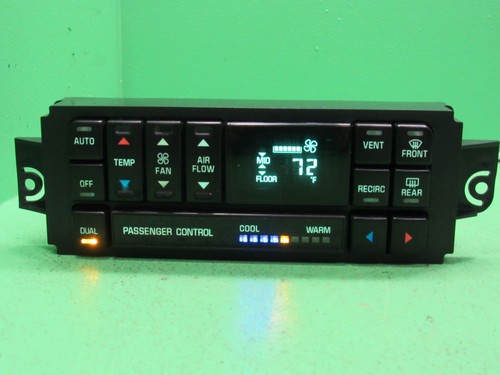 AUTO
TEMP
FAN
AIR
FLOW
MID
FLOOR
72
°F
VENT
FRONT
OFF
RECIRC
REAR
DUAL
PASSENGER CONTROL
COOL
WARM